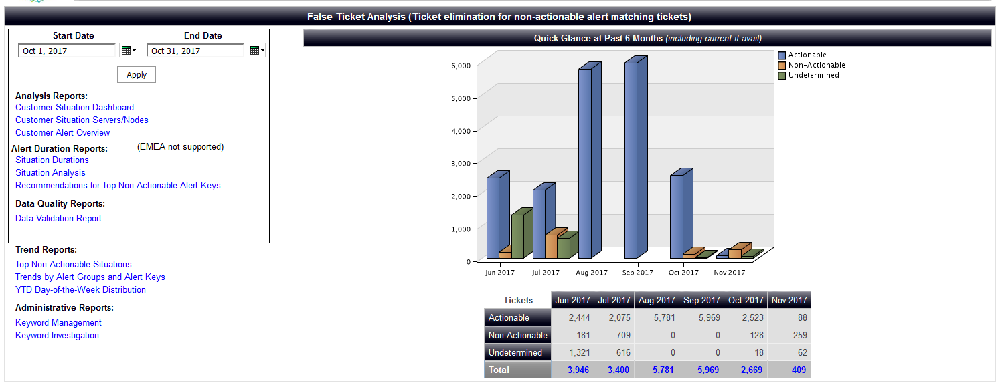 False Ticket Analysis (Ticket elimination for non-actionable alert matching tickets)
Start Date End Date
Oct 1, 2017 Oct 31, 2017
Apply
Analysis Reports:
Customer Situation Dashboard
Customer Situation Servers/Nodes
Customer Alert Overview
Alert Duration Reports: (EMEA not supported)
Situation Durations
Situation Analysis
Recommendations for Top Non-Actionable Alert Keys
Data Quality Reports:
Data Validation Report
Trend Reports:
Top Non-Actionable Situations
Trends by Alert Groups and Alert Keys
YTD Day-of-the-Week Distribution
Administrative Reports:
Keyword Management
Keyword Investigation
Quick Glance at Past 6 Months (including current if avail)
Actionable
Non-Actionable
Undetermined
6,000
5,000
4,000
3,000
2,000
1,000
0
Jun 2017 Jul 2017 Aug 2017 Sep 2017 Oct 2017 Nov 2017
Tickets Jun 2017 Jul 2017 Aug 2017 Sep 2017 Oct 2017 Nov 2017
Actionable 2,444 2,075 5,781 5,969 2,523 88
Non-Actionable 181 709 0 0 128 259
Undetermined 1,321 616 0 0 18 62
Total 3,946 3,400 5,781 5,969 2,669 409